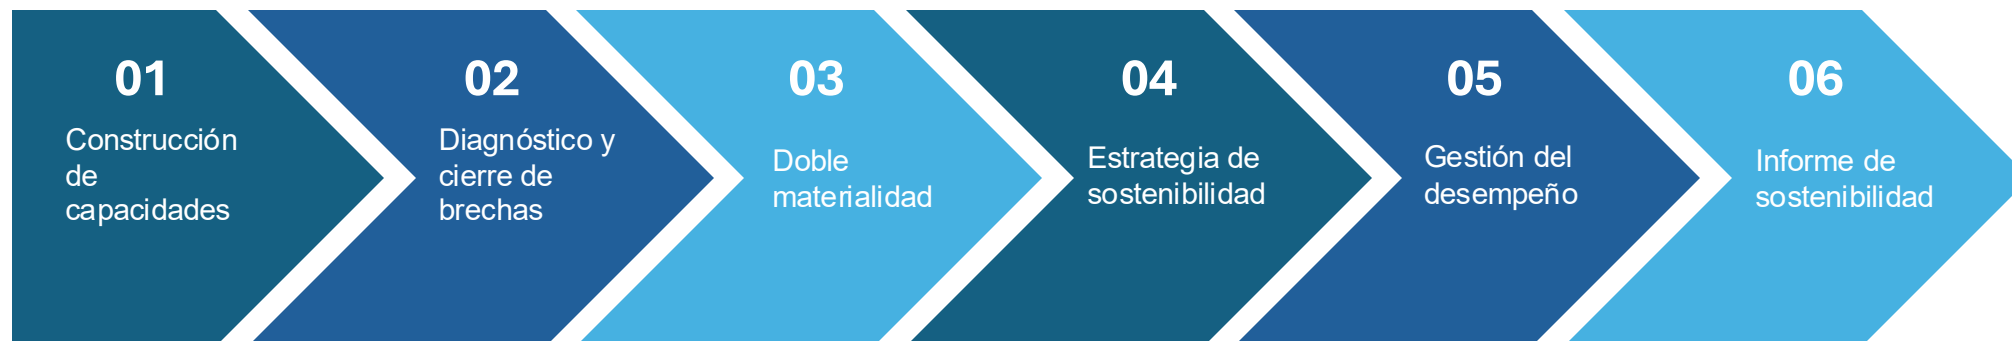 01
Construcción
de
capacidades
02
Diagnóstico y
cierre de
brechas
03
Doble
materialidad
04
Estrategia de
sostenibilidad
05
Gestión del
desempeño
06
Informe de
sostenibilidad